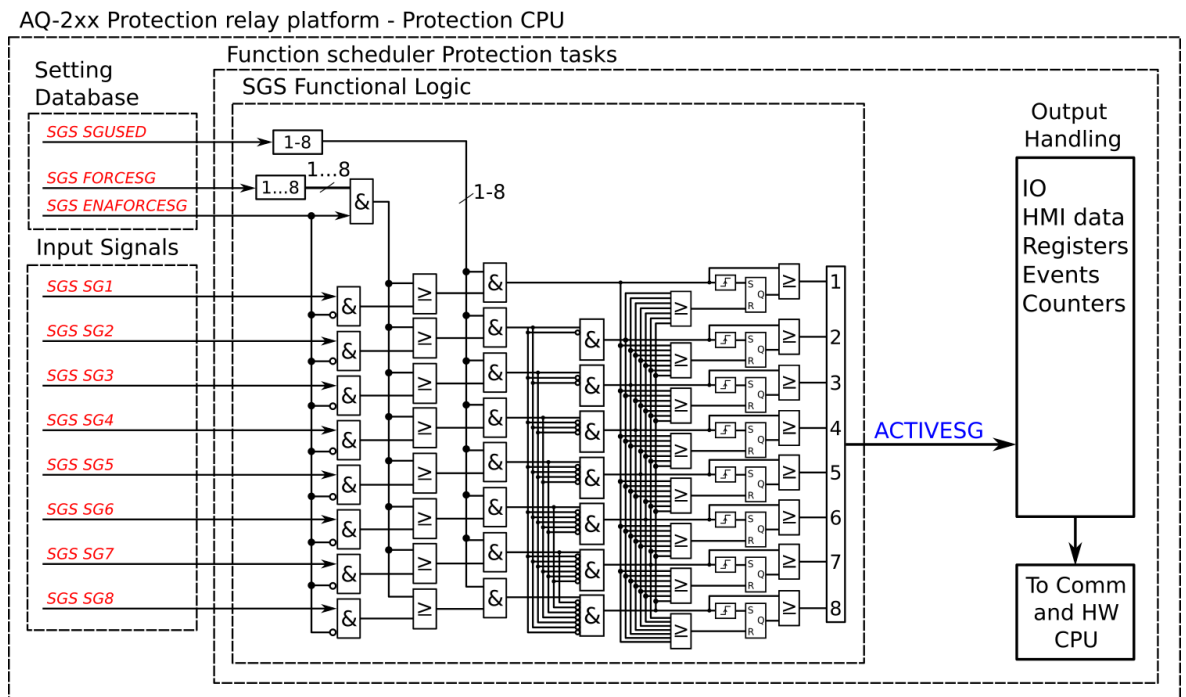 AQ-2xx Protection relay platform - Protection CPU
Function scheduler Protection tasks
SGS Functional Logic
Setting
Database
SGS SGUSED
1-8
SGS FORCESG
1...8
1...8
&
1-8
SGS ENAFORCESG
Input Signals
SGS SG1
SGS SG2
SGS SG3
SGS SG4
SGS SG5
SGS SG6
SGS SG7
SGS SG8
& ≥ & ≥ S Q R ≥ 1
& ≥ & & ≥ S Q R ≥ 2
& ≥ & & ≥ S Q R ≥ 3
& ≥ & & ≥ S Q R ≥ 4
& ≥ & & ≥ S Q R ≥ 5
& ≥ & & ≥ S Q R ≥ 6
& ≥ & & ≥ S Q R ≥ 7
& ≥ & & ≥ S Q R ≥ 8
ACTIVESG
Output
Handling
IO
HMI data
Registers
Events
Counters
To Comm
and HW
CPU